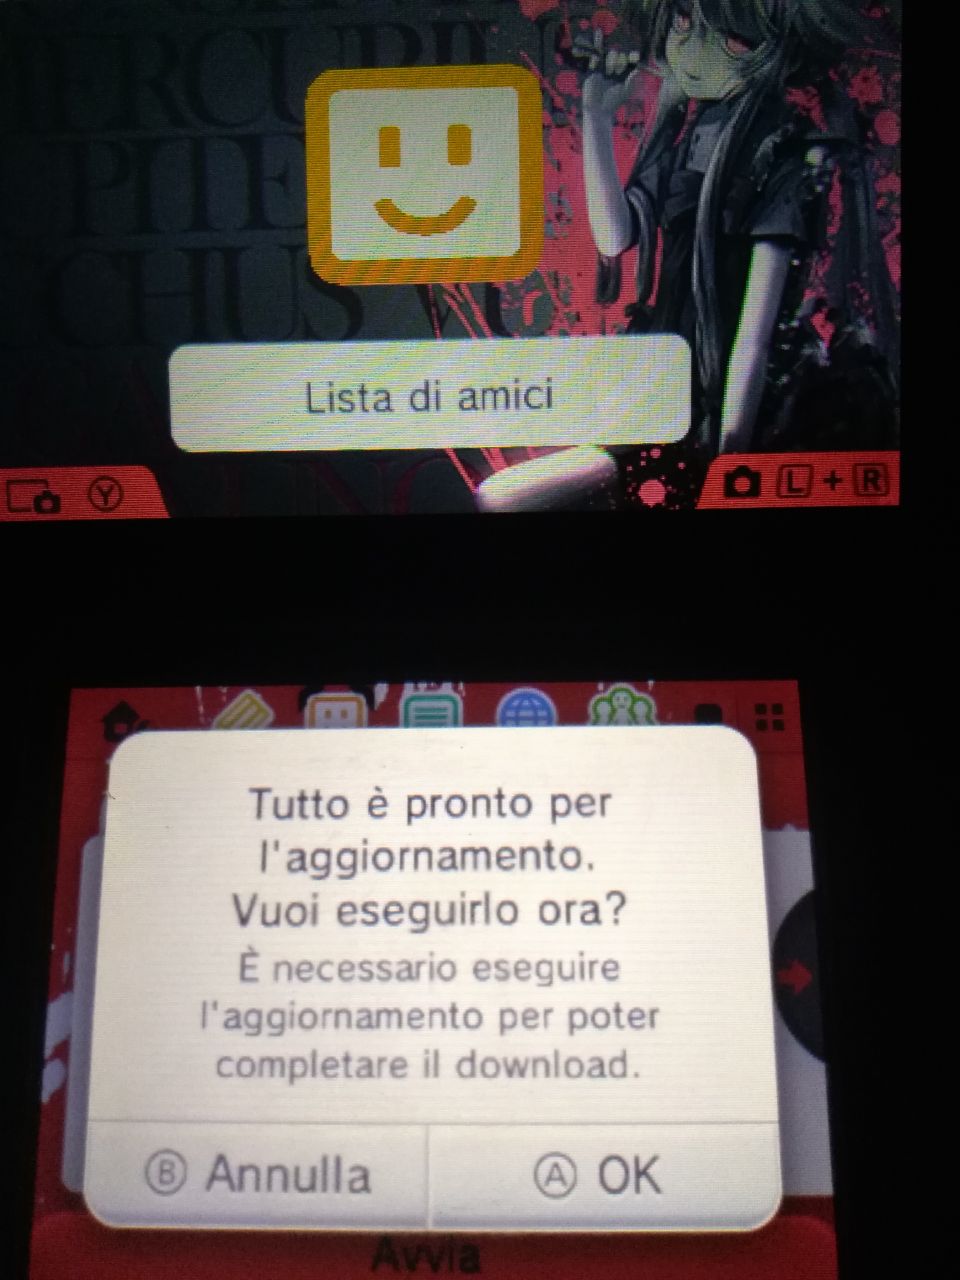 Lista di amici
Y
L + R
Tutto è pronto per
l'aggiornamento.
Vuoi eseguirlo ora?
È necessario eseguire
l'aggiornamento per poter
completare il download.
B Annulla
A OK
Avvia